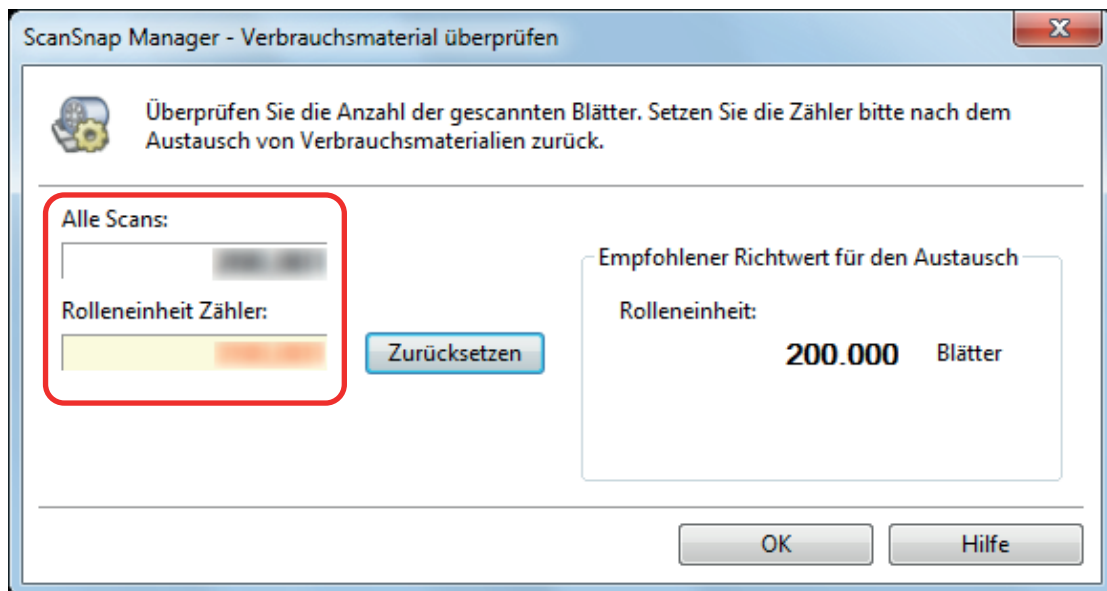 ScanSnap Manager - Verbrauchsmaterial überprüfen
Überprüfen Sie die Anzahl der gescannten Blätter. Setzen Sie die Zähler bitte nach dem
Austausch von Verbrauchsmaterialien zurück.
Alle Scans:
Rolleneinheit Zähler:
Zurücksetzen
Empfohlener Richtwert für den Austausch
Rolleneinheit:
200.000 Blätter
OK
Hilfe